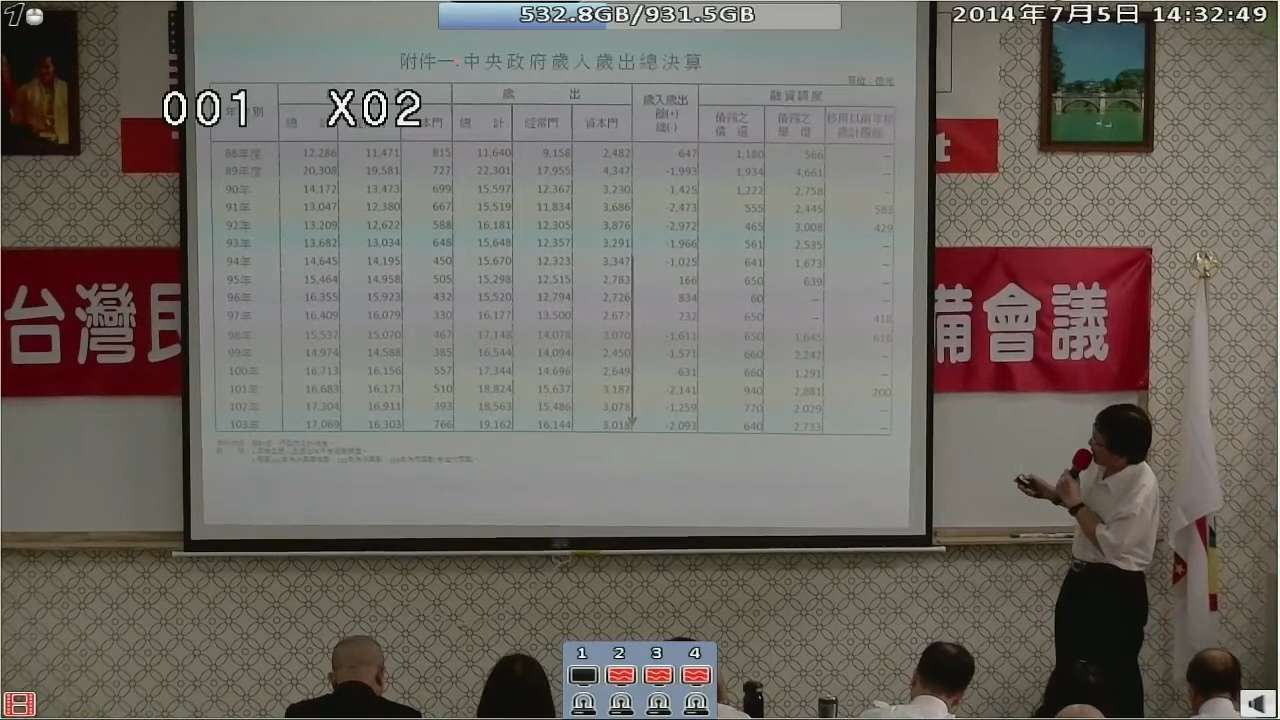 532.8GB/931.5GB
2014年7月5日 14:32:49
附件一.中央政府歲入歲出總決算
單位：億元
001 X02
歲出 歲入歲出 融資調度
年 別 總 本門 總計 經常門 資本門 餘(+) 絀(-) 債務之償還 債務之舉借 移用以前年度
88年度 12,286 11,471 815 11,640 9,158 2,482 647 1,180 566 —
89年度 20,308 19,581 727 22,301 17,955 4,347 -1,993 1,934 4,661 —
90年 14,172 13,473 699 15,597 12,367 3,230 -1,425 1,222 2,758 —
91年 13,047 12,380 667 15,519 11,834 3,686 -2,473 555 2,445 583
92年 13,209 12,622 588 16,181 12,305 3,876 -2,972 465 3,008 429
93年 13,682 13,034 648 15,648 12,357 3,291 -1,966 561 2,535 —
94年 14,645 14,195 450 15,670 12,323 3,347 -1,025 641 1,673 —
95年 15,464 14,958 505 15,298 12,515 2,783 166 650 639 —
96年 16,355 15,923 432 15,520 12,794 2,726 834 60 — —
97年 16,409 16,079 330 16,177 13,500 2,677 232 650 — 418
98年 15,537 15,070 467 17,148 14,078 3,070 -1,611 650 1,645 616
99年 14,974 14,588 385 16,544 14,094 2,450 -1,571 660 2,242 —
100年 16,713 16,156 557 17,344 14,696 2,649 -631 660 1,291 —
101年 16,683 16,173 510 18,824 15,637 3,187 -2,141 940 2,881 200
102年 17,304 16,911 393 18,563 15,486 3,078 -1,259 770 2,029 —
103年 17,069 16,303 766 19,162 16,144 3,018 -2,093 640 2,733 —
t
台灣民 備會議
1 2 3 4